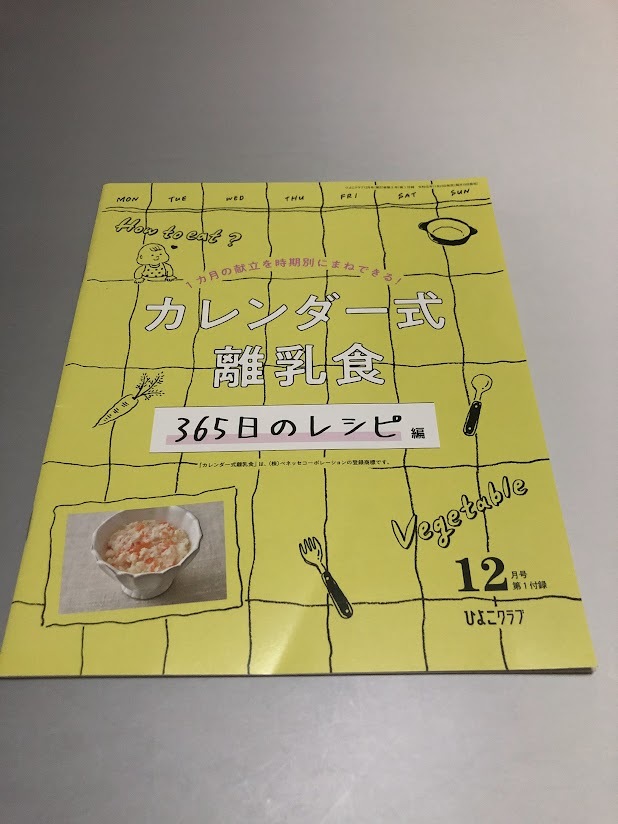 MON TUE WED THU FRI SAT SUN
How to eat?
1カ月の献立を時期別にまねできる!
カレンダー式
離乳食
365日のレシピ 編
「カレンダー式離乳食」は、(株)ベネッセコーポレーションの登録商標です。
Vegetable
12月号
第1付録
ひよこクラブ